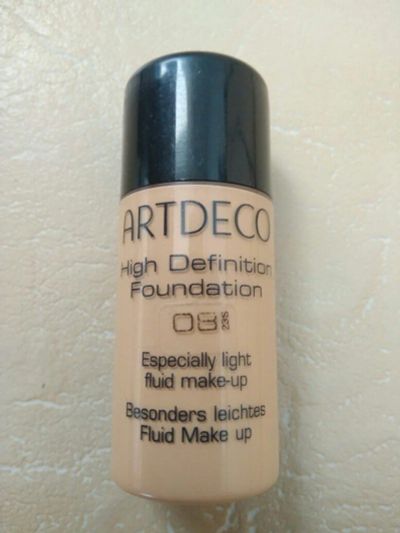 ARTDECO
High Definition
Foundation
08
Especially light
fluid make-up
Besonders leichtes
Fluid Make up